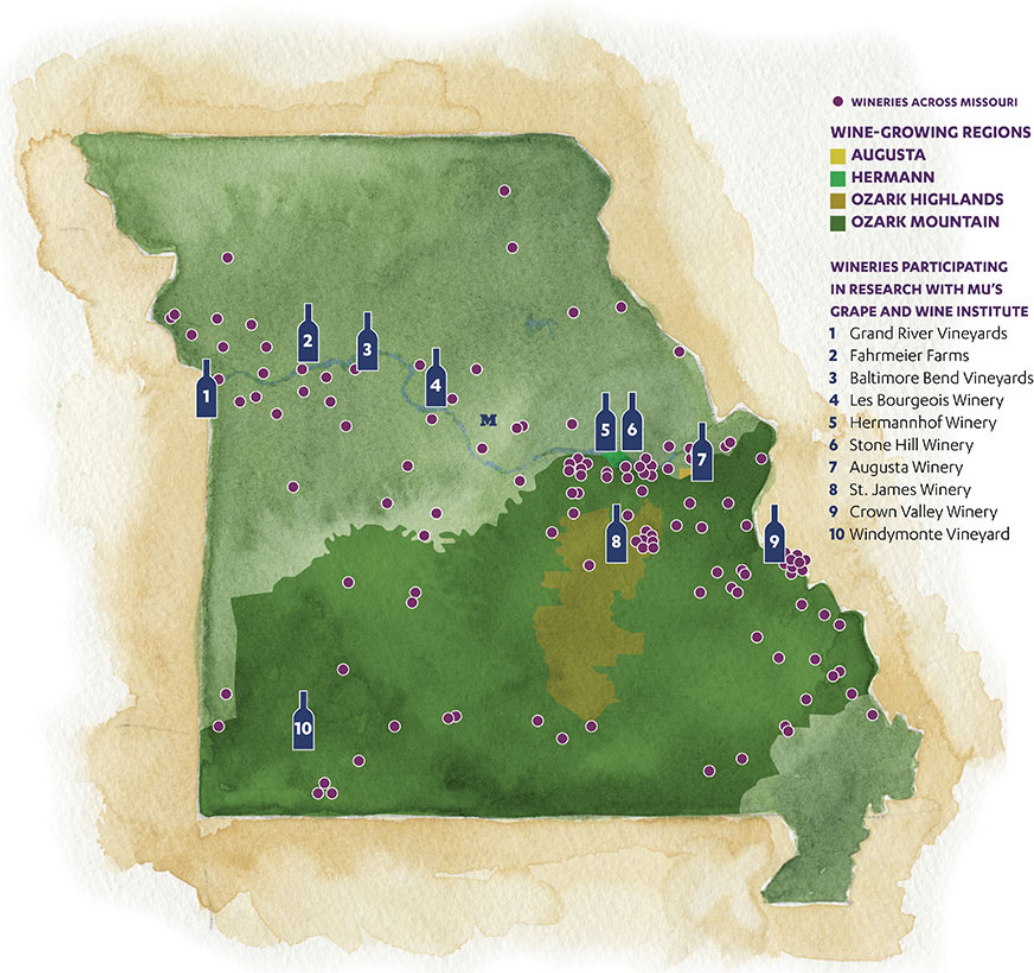 WINERIES ACROSS MISSOURI
WINE-GROWING REGIONS
AUGUSTA
HERMANN
OZARK HIGHLANDS
OZARK MOUNTAIN
WINERIES PARTICIPATING
IN RESEARCH WITH MU'S
GRAPE AND WINE INSTITUTE
1 Grand River Vineyards
2 Fahrmeier Farms
3 Baltimore Bend Vineyards
4 Les Bourgeois Winery
5 Hermannhof Winery
6 Stone Hill Winery
7 Augusta Winery
8 St. James Winery
9 Crown Valley Winery
10 Windymonte Vineyard
2
3
1
4
M
5
6
7
8
9
10